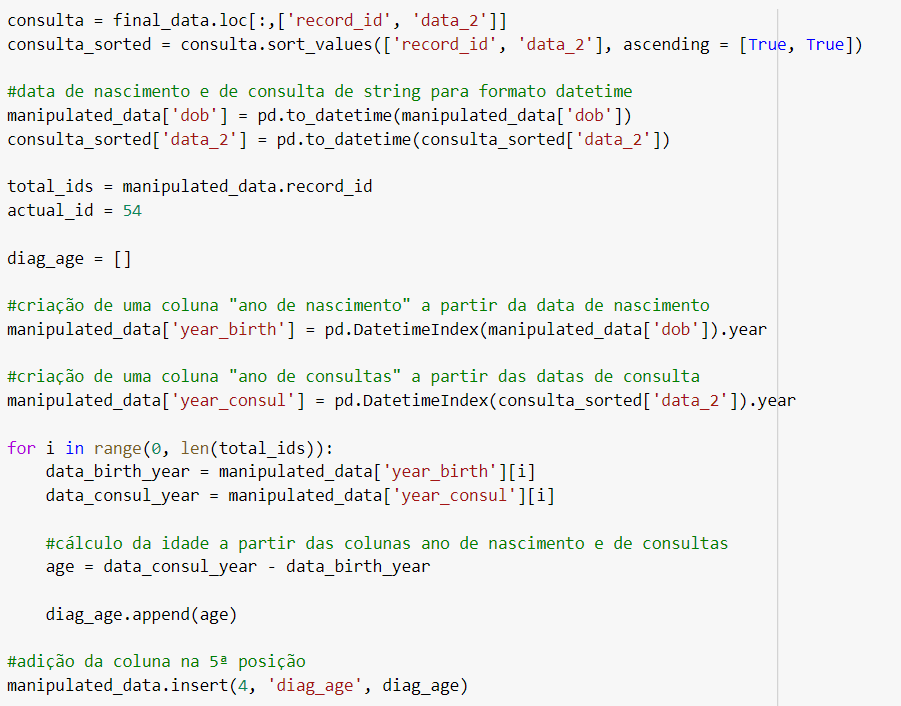 consulta = final_data.loc[:,['record_id', 'data_2']]
consulta_sorted = consulta.sort_values(['record_id', 'data_2'], ascending = [True, True])
#data de nascimento e de consulta de string para formato datetime
manipulated_data['dob'] = pd.to_datetime(manipulated_data['dob'])
consulta_sorted['data_2'] = pd.to_datetime(consulta_sorted['data_2'])
total_ids = manipulated_data.record_id
actual_id = 54
diag_age = []
#criação de uma coluna "ano de nascimento" a partir da data de nascimento
manipulated_data['year_birth'] = pd.DatetimeIndex(manipulated_data['dob']).year
#criação de uma coluna "ano de consultas" a partir das datas de consulta
manipulated_data['year_consul'] = pd.DatetimeIndex(consulta_sorted['data_2']).year
for i in range(0, len(total_ids)):
    data_birth_year = manipulated_data['year_birth'][i]
    data_consul_year = manipulated_data['year_consul'][i]
    #cálculo da idade a partir das colunas ano de nascimento e de consultas
    age = data_consul_year - data_birth_year
    diag_age.append(age)
#adição da coluna na 5ª posição
manipulated_data.insert(4, 'diag_age', diag_age)